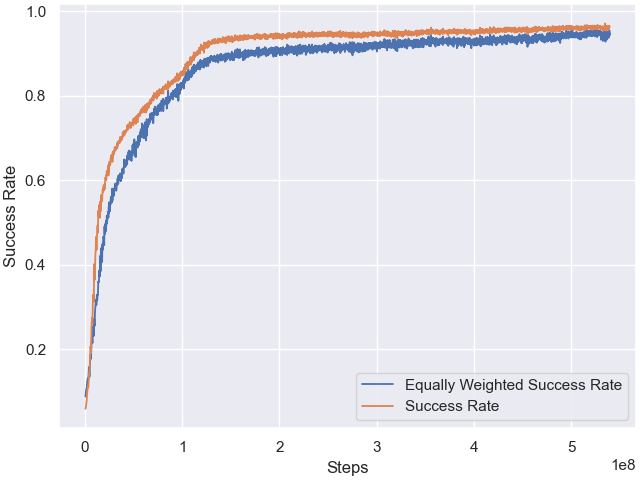 1.0
0.8
0.6
0.4
0.2
Success Rate
Equally Weighted Success Rate
Success Rate
0 1 2 3 4 5
1e8
Steps